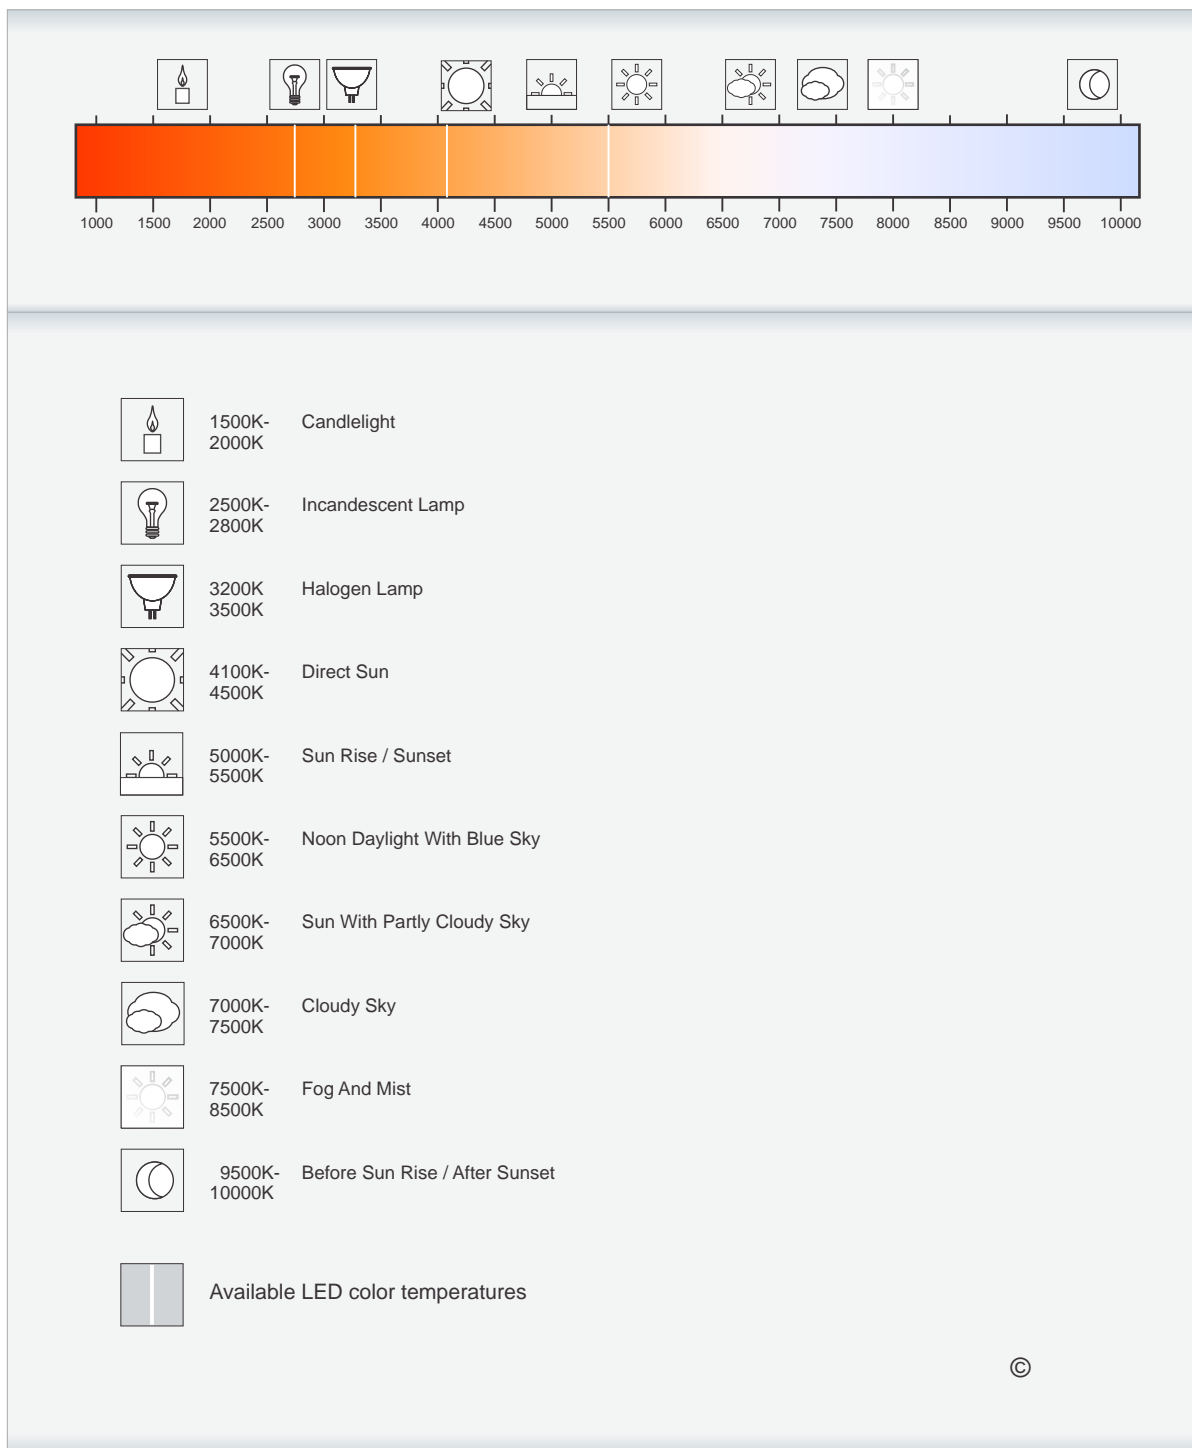 1000 1500 2000 2500 3000 3500 4000 4500 5000 5500 6000 6500 7000 7500 8000 8500 9000 9500 10000
1500K- Candlelight
2000K
2500K- Incandescent Lamp
2800K
3200K Halogen Lamp
3500K
4100K- Direct Sun
4500K
5000K- Sun Rise / Sunset
5500K
5500K- Noon Daylight With Blue Sky
6500K
6500K- Sun With Partly Cloudy Sky
7000K
7000K- Cloudy Sky
7500K
7500K- Fog And Mist
8500K
9500K- Before Sun Rise / After Sunset
10000K
Available LED color temperatures
©